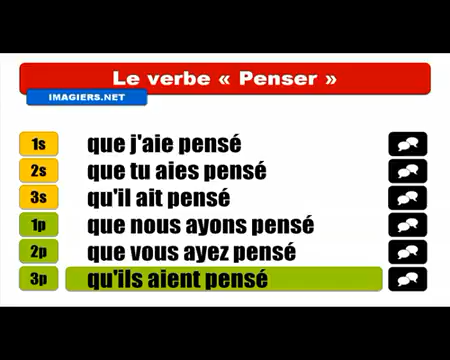 Le verbe « Penser »
IMAGIERS.NET
1s que j'aie pensé
2s que tu aies pensé
3s qu'il ait pensé
1p que nous ayons pensé
2p que vous ayez pensé
3p qu'ils aient pensé